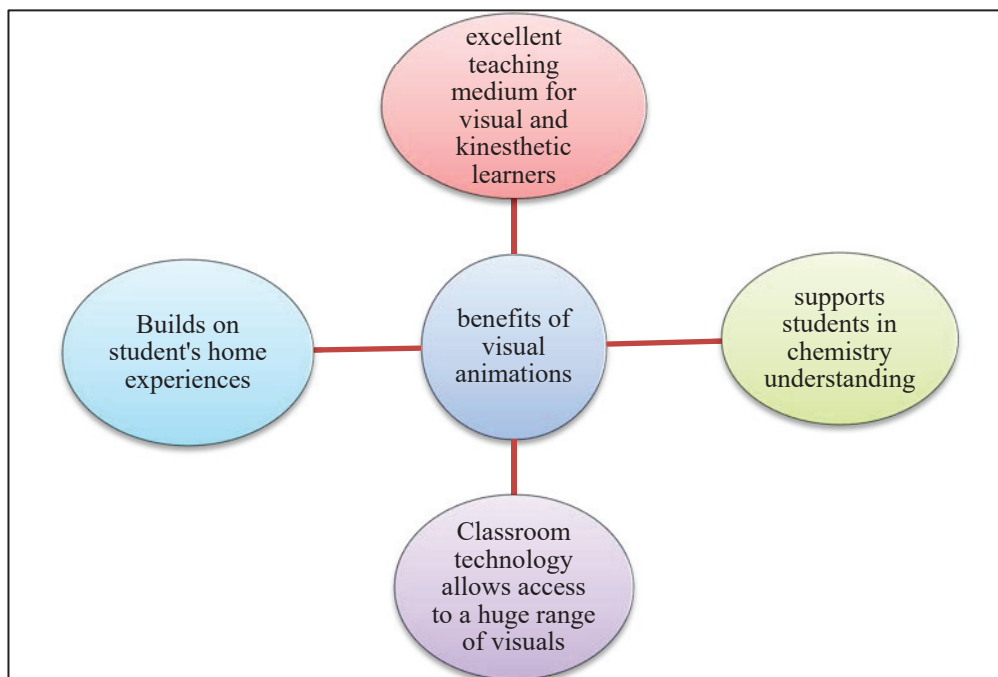 excellent
teaching
medium for
visual and
kinesthetic
learners
Builds on
student's home
experiences
benefits of
visual
animations
supports
students in
chemistry
understanding
Classroom
technology
allows access
to a huge range
of visuals